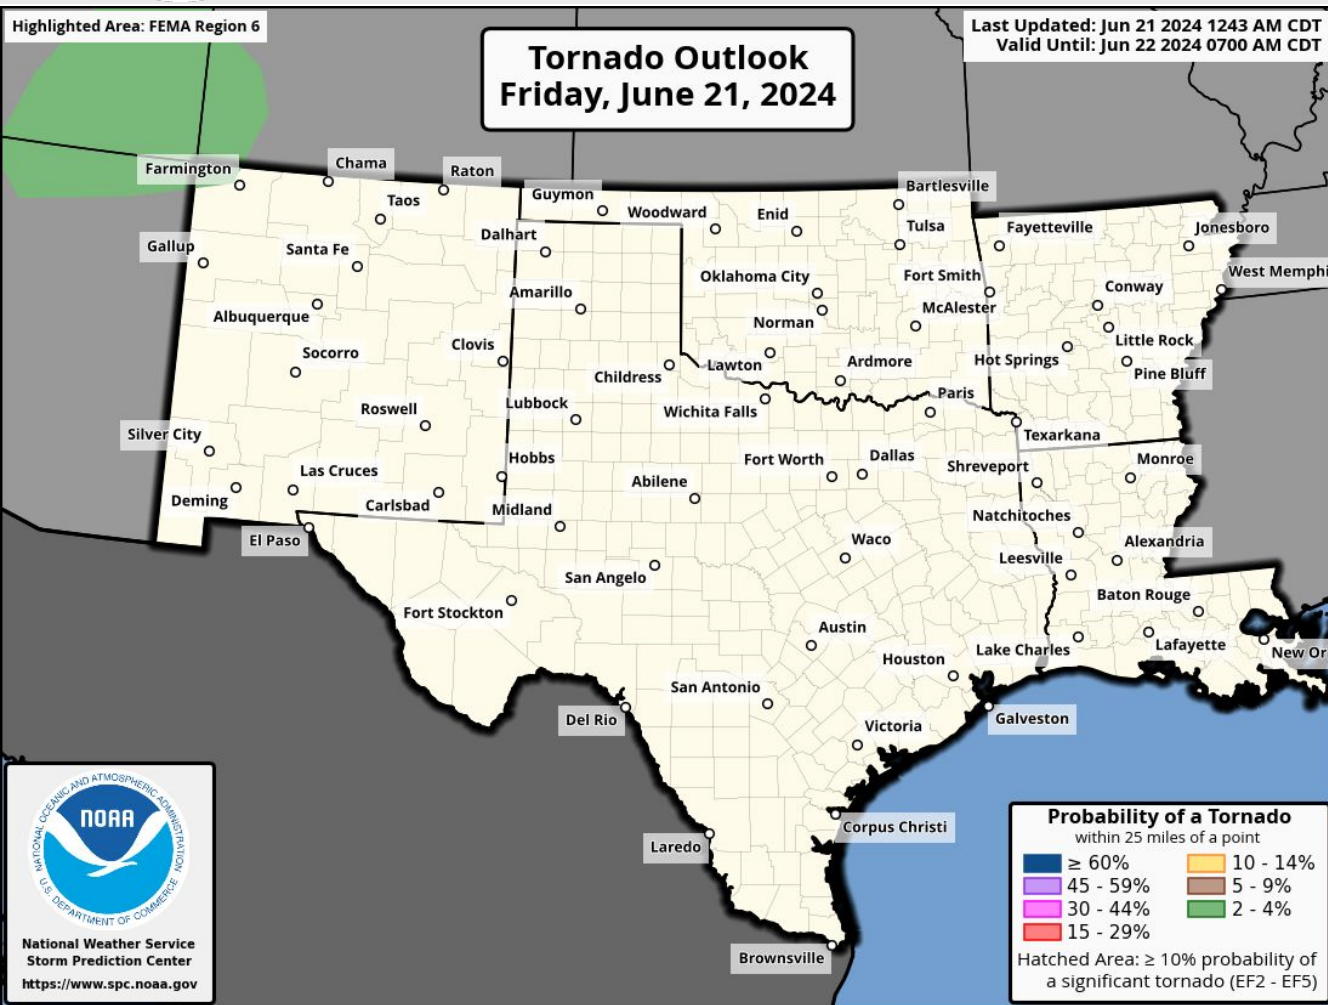 Highlighted Area: FEMA Region 6
Last Updated: Jun 21 2024 1243 AM CDT
Valid Until: Jun 22 2024 0700 AM CDT
Tornado Outlook
Friday, June 21, 2024
Farmington
Chama
Raton
Taos
Guymon
Woodward
Enid
Bartlesville
Tulsa
Fayetteville
Jonesboro
Gallup
Santa Fe
Dalhart
Oklahoma City
Fort Smith
West Memphi
Albuquerque
Amarillo
Norman
McAlester
Conway
Little Rock
Socorro
Clovis
Childress
Lawton
Ardmore
Hot Springs
Pine Bluff
Roswell
Lubbock
Wichita Falls
Paris
Texarkana
Silver City
Las Cruces
Hobbs
Abilene
Fort Worth
Dallas
Shreveport
Monroe
Deming
Carlsbad
Midland
Natchitoches
El Paso
San Angelo
Waco
Leesville
Alexandria
Fort Stockton
Austin
Baton Rouge
Houston
Lake Charles
Lafayette
New Or
San Antonio
Del Rio
Victoria
Galveston
Laredo
Corpus Christi
Brownsville
NATIONAL OCEANIC AND ATMOSPHERIC ADMINISTRATION
NOAA
U.S. DEPARTMENT OF COMMERCE
National Weather Service
Storm Prediction Center
https://www.spc.noaa.gov
Probability of a Tornado
within 25 miles of a point
≥ 60%
10 - 14%
45 - 59%
5 - 9%
30 - 44%
2 - 4%
15 - 29%
Hatched Area: ≥ 10% probability of
a significant tornado (EF2 - EF5)